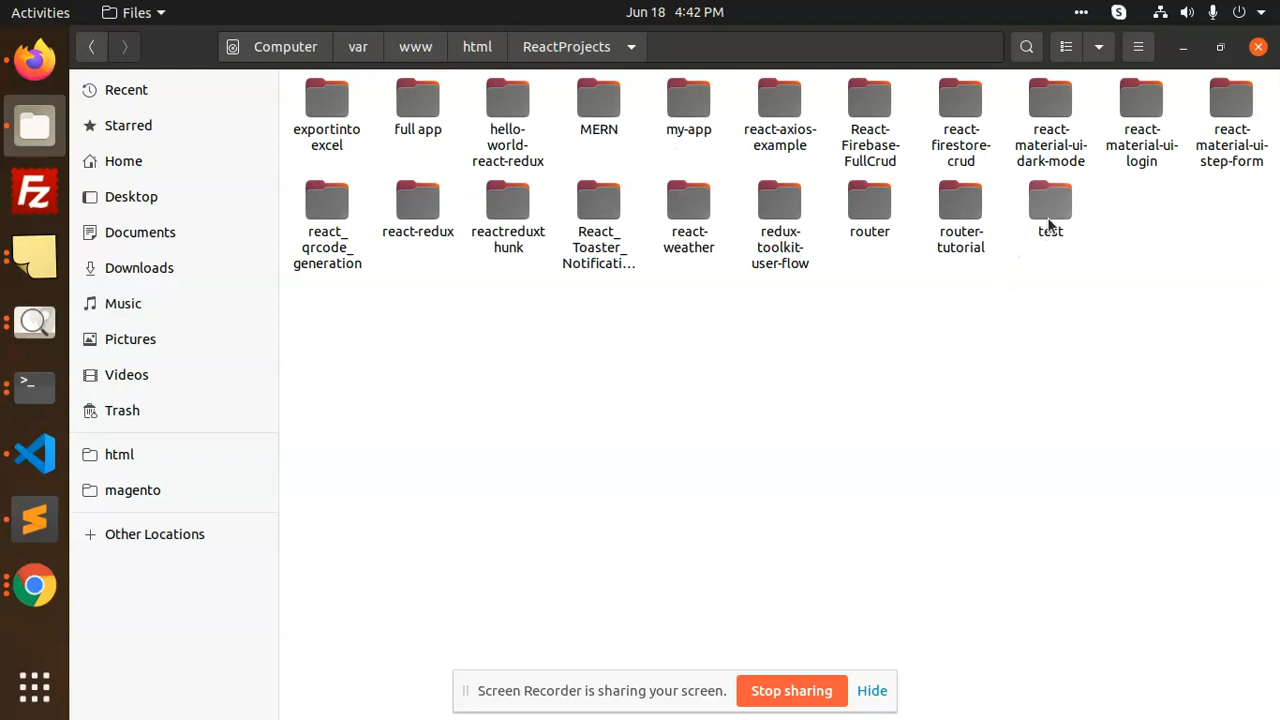 Activities
Files
Jun 18 4:42 PM
Computer
var
www
html
ReactProjects
Recent
Starred
Home
Desktop
Documents
Downloads
Music
Pictures
Videos
Trash
html
magento
+ Other Locations
exportinto
excel
full app
hello-
world-
react-redux
MERN
my-app
react-axios-
example
React-
Firebase-
FullCrud
react-
firestore-
crud
react-
material-ui-
dark-mode
react-
material-ui-
login
react-
material-ui-
step-form
react_
qrcode_
generation
react-redux
reactreduxt
hunk
React_
Toaster_
Notificati...
react-
weather
redux-
toolkit-
user-flow
router
router-
tutorial
test
Screen Recorder is sharing your screen.
Stop sharing
Hide